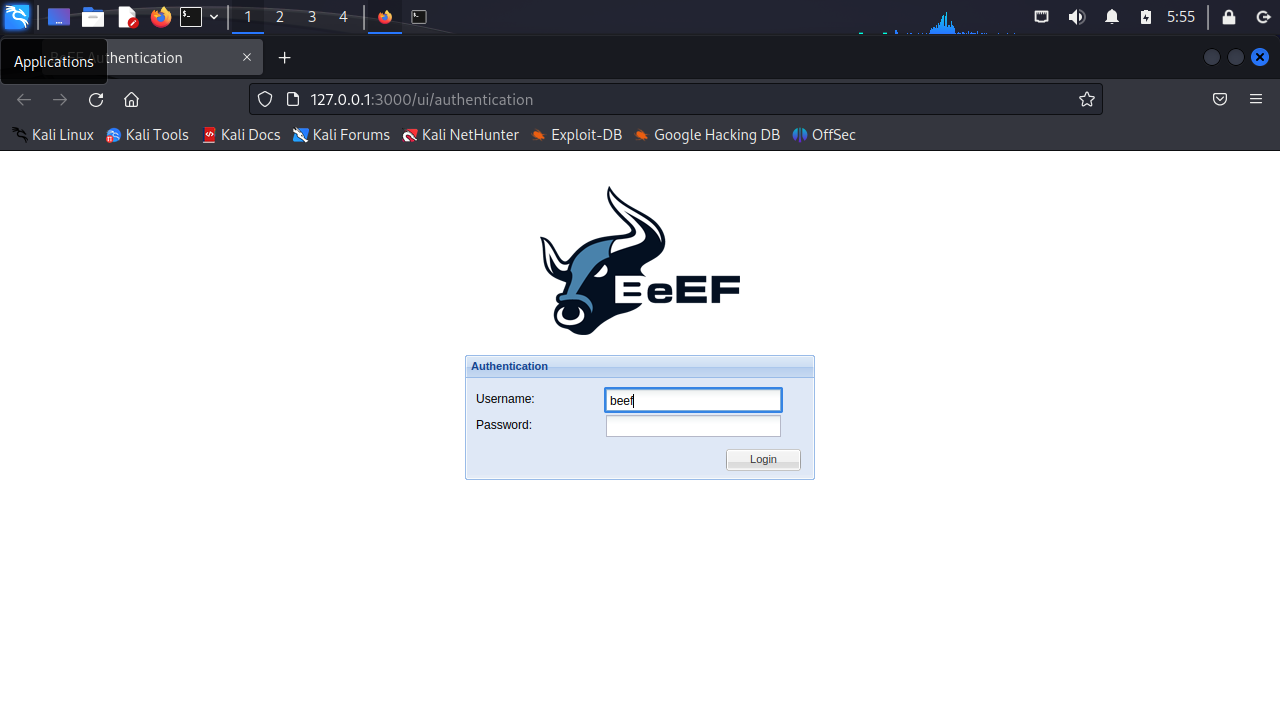 1 2 3 4 5:55
Applications
BeEF Authentication
127.0.0.1:3000/ui/authentication
Kali Linux Kali Tools Kali Docs Kali Forums Kali NetHunter Exploit-DB Google Hacking DB OffSec
BeEF
Authentication
Username: beef
Password:
Login